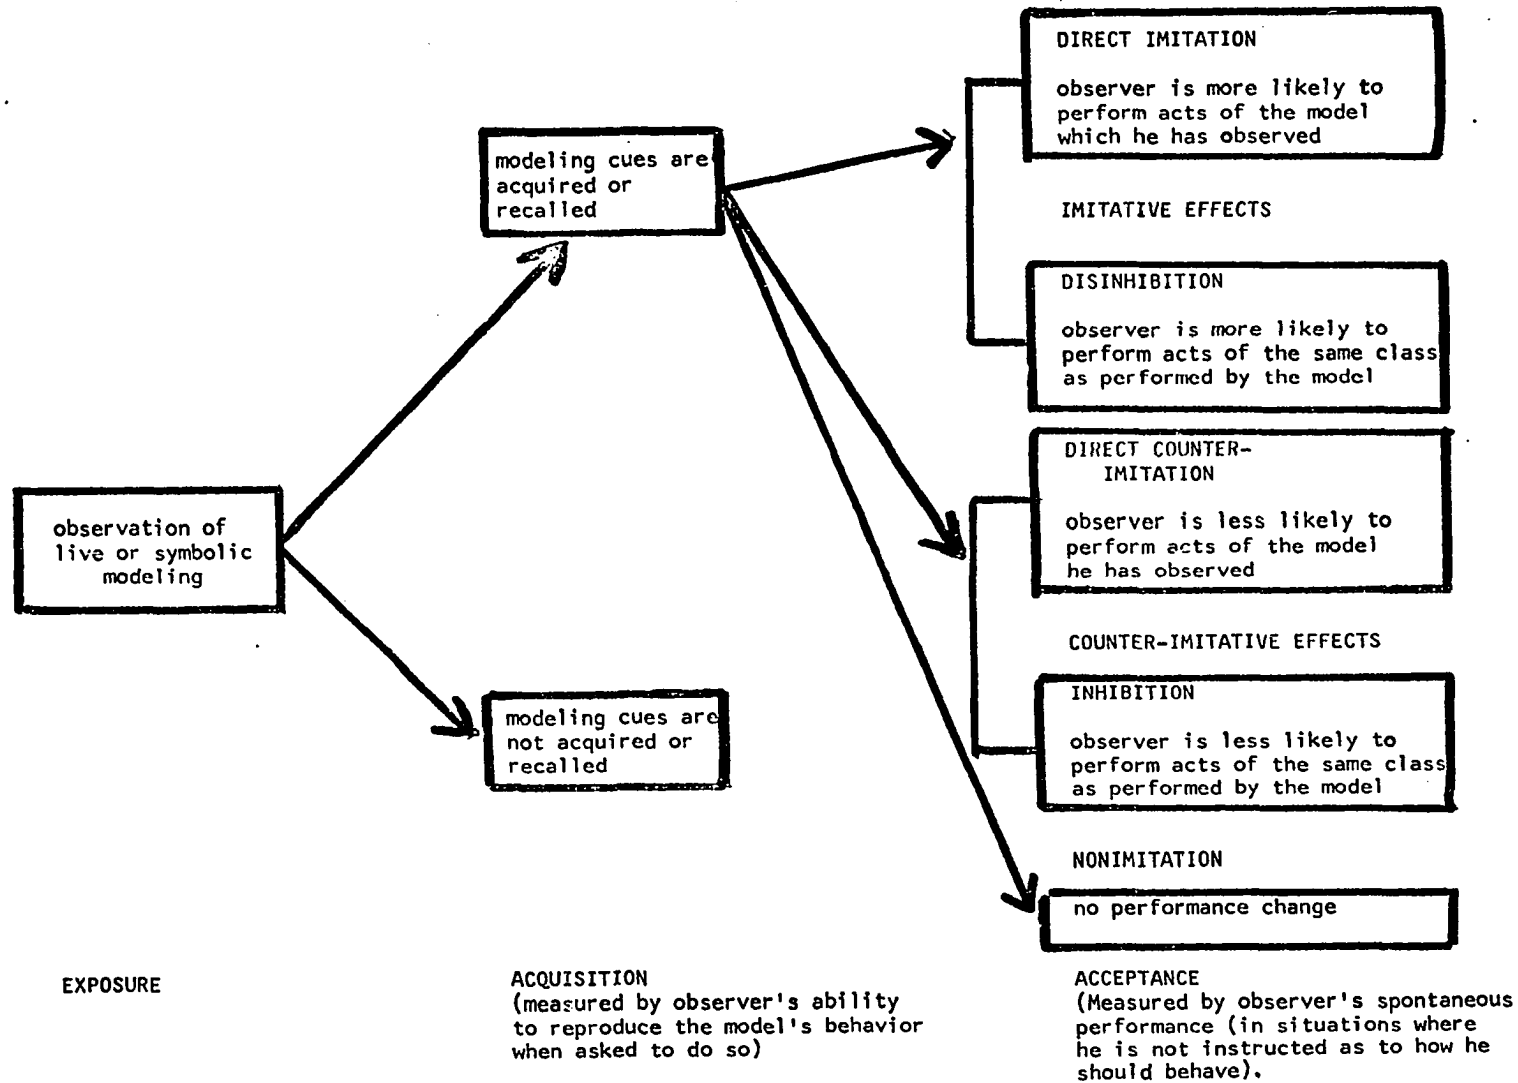 observation of
live or symbolic
modeling
EXPOSURE
modeling cues are
acquired or
recalled
modeling cues are
not acquired or
recalled
ACQUISITION
(measured by observer's ability
to reproduce the model's behavior
when asked to do so)
DIRECT IMITATION
observer is more likely to
perform acts of the model
which he has observed
IMITATIVE EFFECTS
DISINHIBITION
observer is more likely to
perform acts of the same class
as performed by the model
DIRECT COUNTER-
IMITATION
observer is less likely to
perform acts of the model
he has observed
COUNTER-IMITATIVE EFFECTS
INHIBITION
observer is less likely to
perform acts of the same class
as performed by the model
NONIMITATION
no performance change
ACCEPTANCE
(Measured by observer's spontaneous
performance (in situations where
he is not instructed as to how he
should behave).